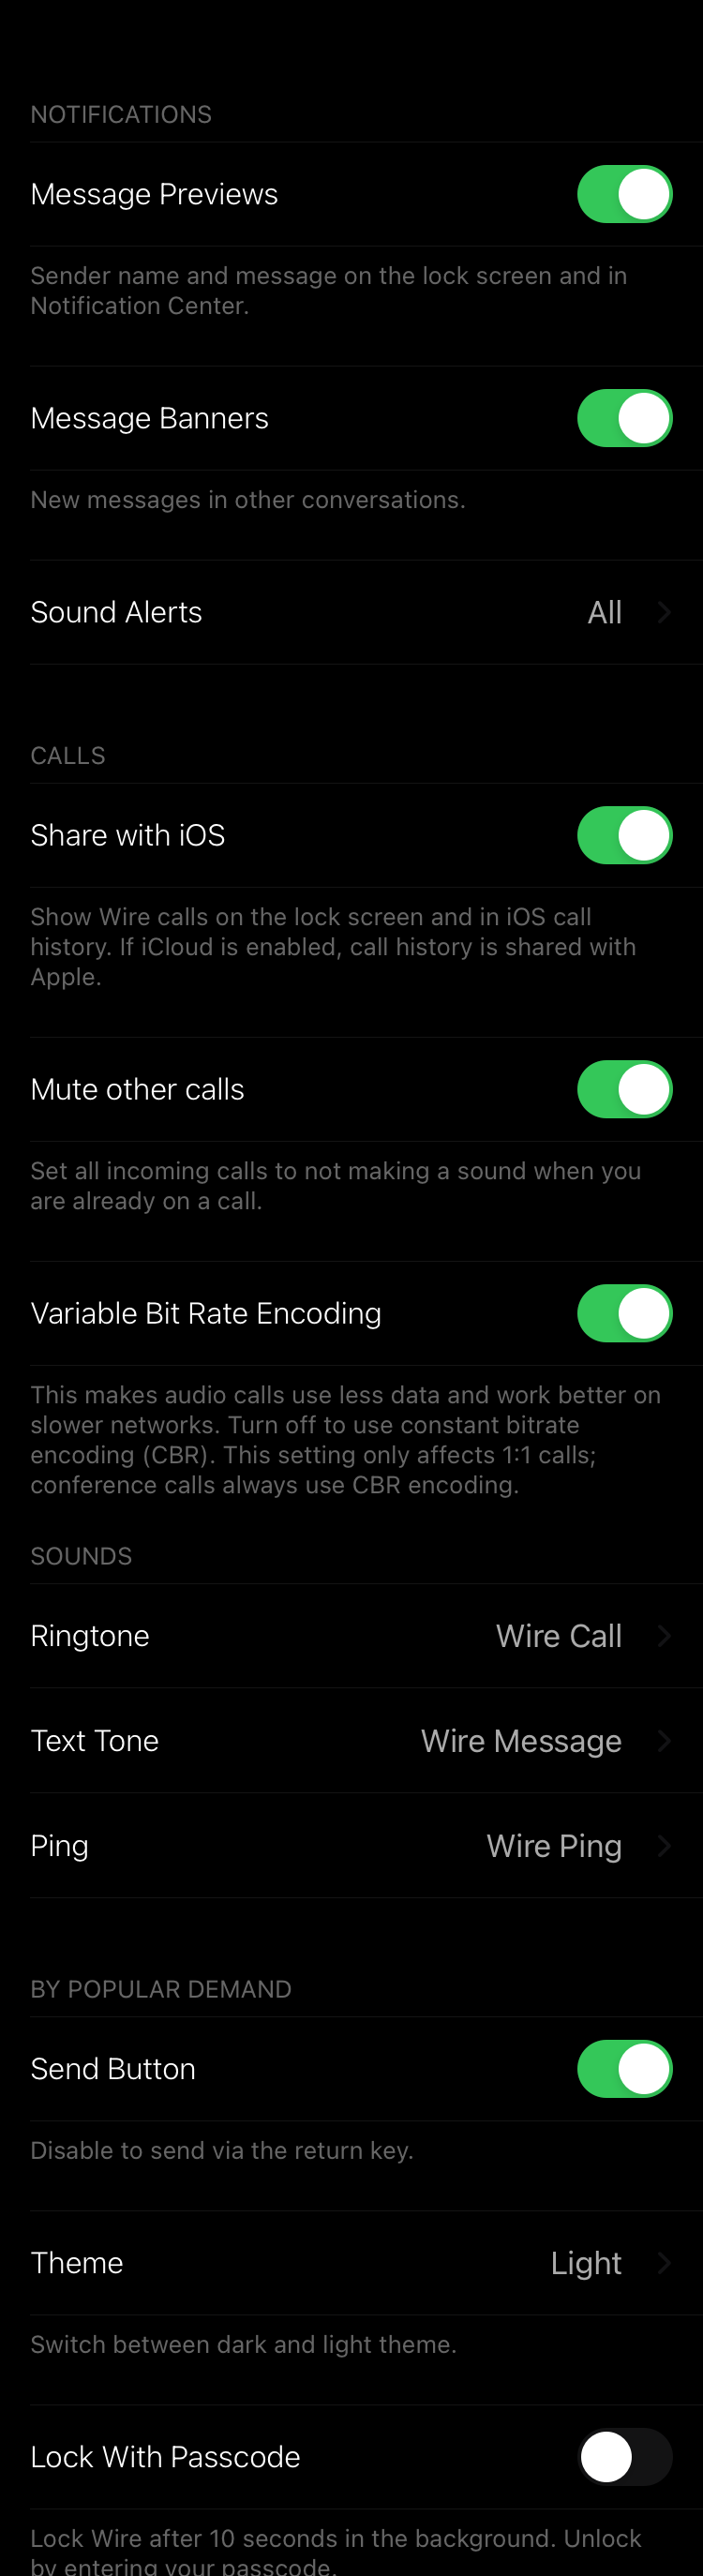 NOTIFICATIONS
Message Previews
Sender name and message on the lock screen and in
Notification Center.
Message Banners
New messages in other conversations.
Sound Alerts All
CALLS
Share with iOS
Show Wire calls on the lock screen and in iOS call
history. If iCloud is enabled, call history is shared with
Apple.
Mute other calls
Set all incoming calls to not making a sound when you
are already on a call.
Variable Bit Rate Encoding
This makes audio calls use less data and work better on
slower networks. Turn off to use constant bitrate
encoding (CBR). This setting only affects 1:1 calls;
conference calls always use CBR encoding.
SOUNDS
Ringtone Wire Call
Text Tone Wire Message
Ping Wire Ping
BY POPULAR DEMAND
Send Button
Disable to send via the return key.
Theme Light
Switch between dark and light theme.
Lock With Passcode
Lock Wire after 10 seconds in the background. Unlock
by entering your passcode.